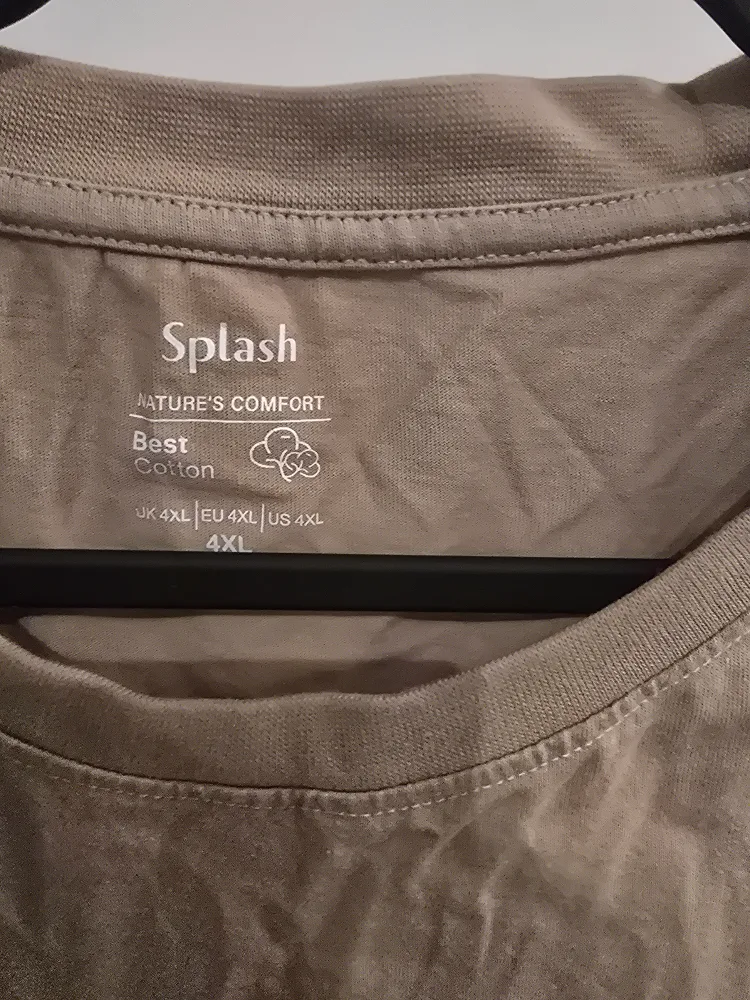 Splash
NATURE'S COMFORT
Best
Cotton
UK 4XL | EU 4XL | US 4XL
4XL